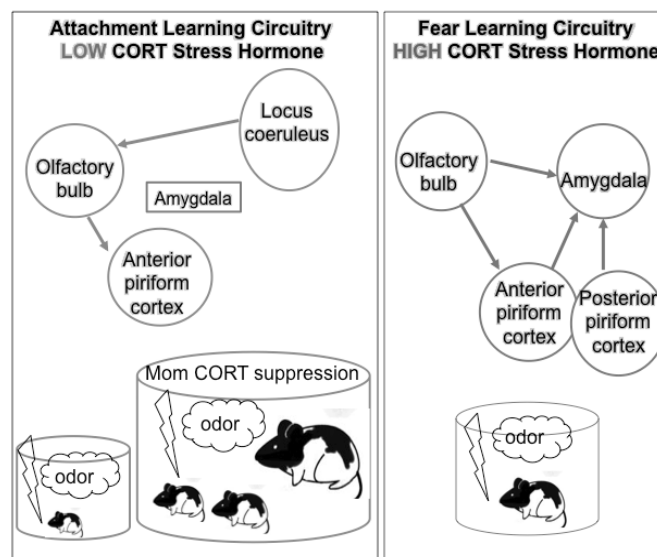 Attachment Learning Circuitry
LOW CORT Stress Hormone
Locus
coeruleus
Olfactory
bulb
Amygdala
Anterior
piriform
cortex
Mom CORT suppression
odor
odor
Fear Learning Circuitry
HIGH CORT Stress Hormone
Olfactory
bulb
Amygdala
Anterior
piriform
cortex
Posterior
piriform
cortex
odor